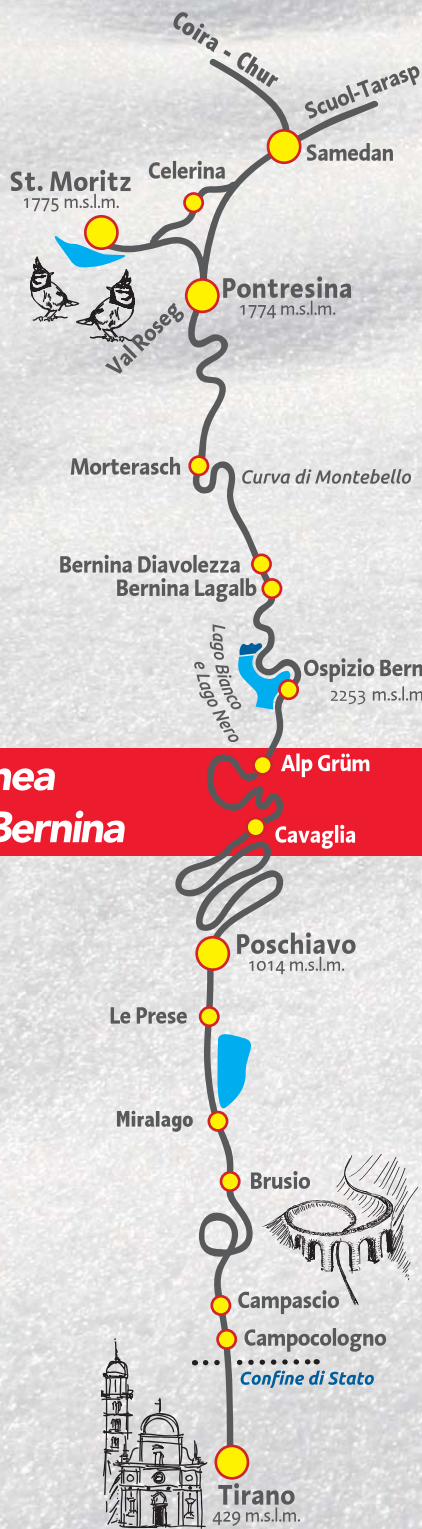 Coira - Chur
Scuol-Tarasp
Samedan
Celerina
St. Moritz
1775 m.s.l.m.
Pontresina
1774 m.s.l.m.
Val Roseg
Morterasch
Curva di Montebello
Bernina Diavolezza
Bernina Lagalb
Lago Bianco
e Lago Nero
Ospizio Bern
2253 m.s.l.m
Alp Grüm
nea
Bernina
Cavaglia
Poschiavo
1014 m.s.l.m.
Le Prese
Miralago
Brusio
Campascio
Campocologno
Confine di Stato
Tirano
429 m.s.l.m.